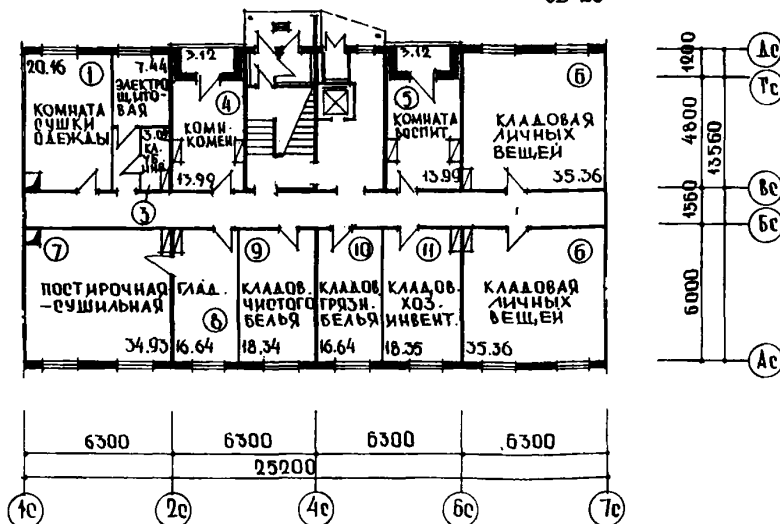 20.16
1
7.44
ЭЛЕКТРО
ЩИТО-
ВАЯ
КОМНАТА
СУШКИ
ОДЕЖДЫ
3
3.12
4
КОМН.
КОМЕН.
13.99
3.12
5
КОМНАТА
ВОСПИТ.
13.99
6
КЛАДОВАЯ
ЛИЧНЫХ
ВЕЩЕЙ
35.36
7
ПОСТИРОЧНАЯ
-СУШИЛЬНАЯ
34.93
ГЛАД.
8
16.64
9
КЛАДОВ.
ЧИСТОГО
БЕЛЬЯ
18.34
10
КЛАДОВ.
ГРЯЗН.
БЕЛЬЯ
16.64
11
КЛАДОВ.
ХОЗ.
ИНВЕНТ.
18.35
6
КЛАДОВАЯ
ЛИЧНЫХ
ВЕЩЕЙ
35.36
1200
4800
1560
6000
13560
Дс
Гс
Вс
Бс
Ас
6300
6300
6300
6300
25200
1с
2с
4с
6с
7с